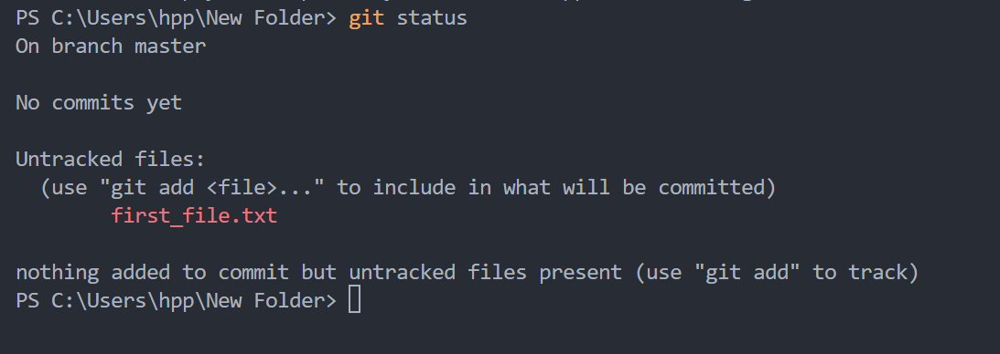 PS C:\Users\hpp\New Folder> git status
On branch master
No commits yet
Untracked files:
(use "git add <file>..." to include in what will be committed)
first_file.txt
nothing added to commit but untracked files present (use "git add" to track)
PS C:\Users\hpp\New Folder>